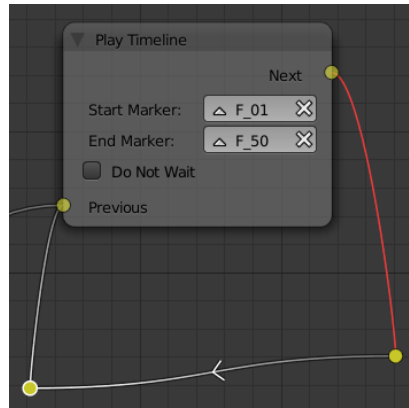 Play Timeline
Next
Start Marker: F_01
End Marker: F_50
Do Not Wait
Previous